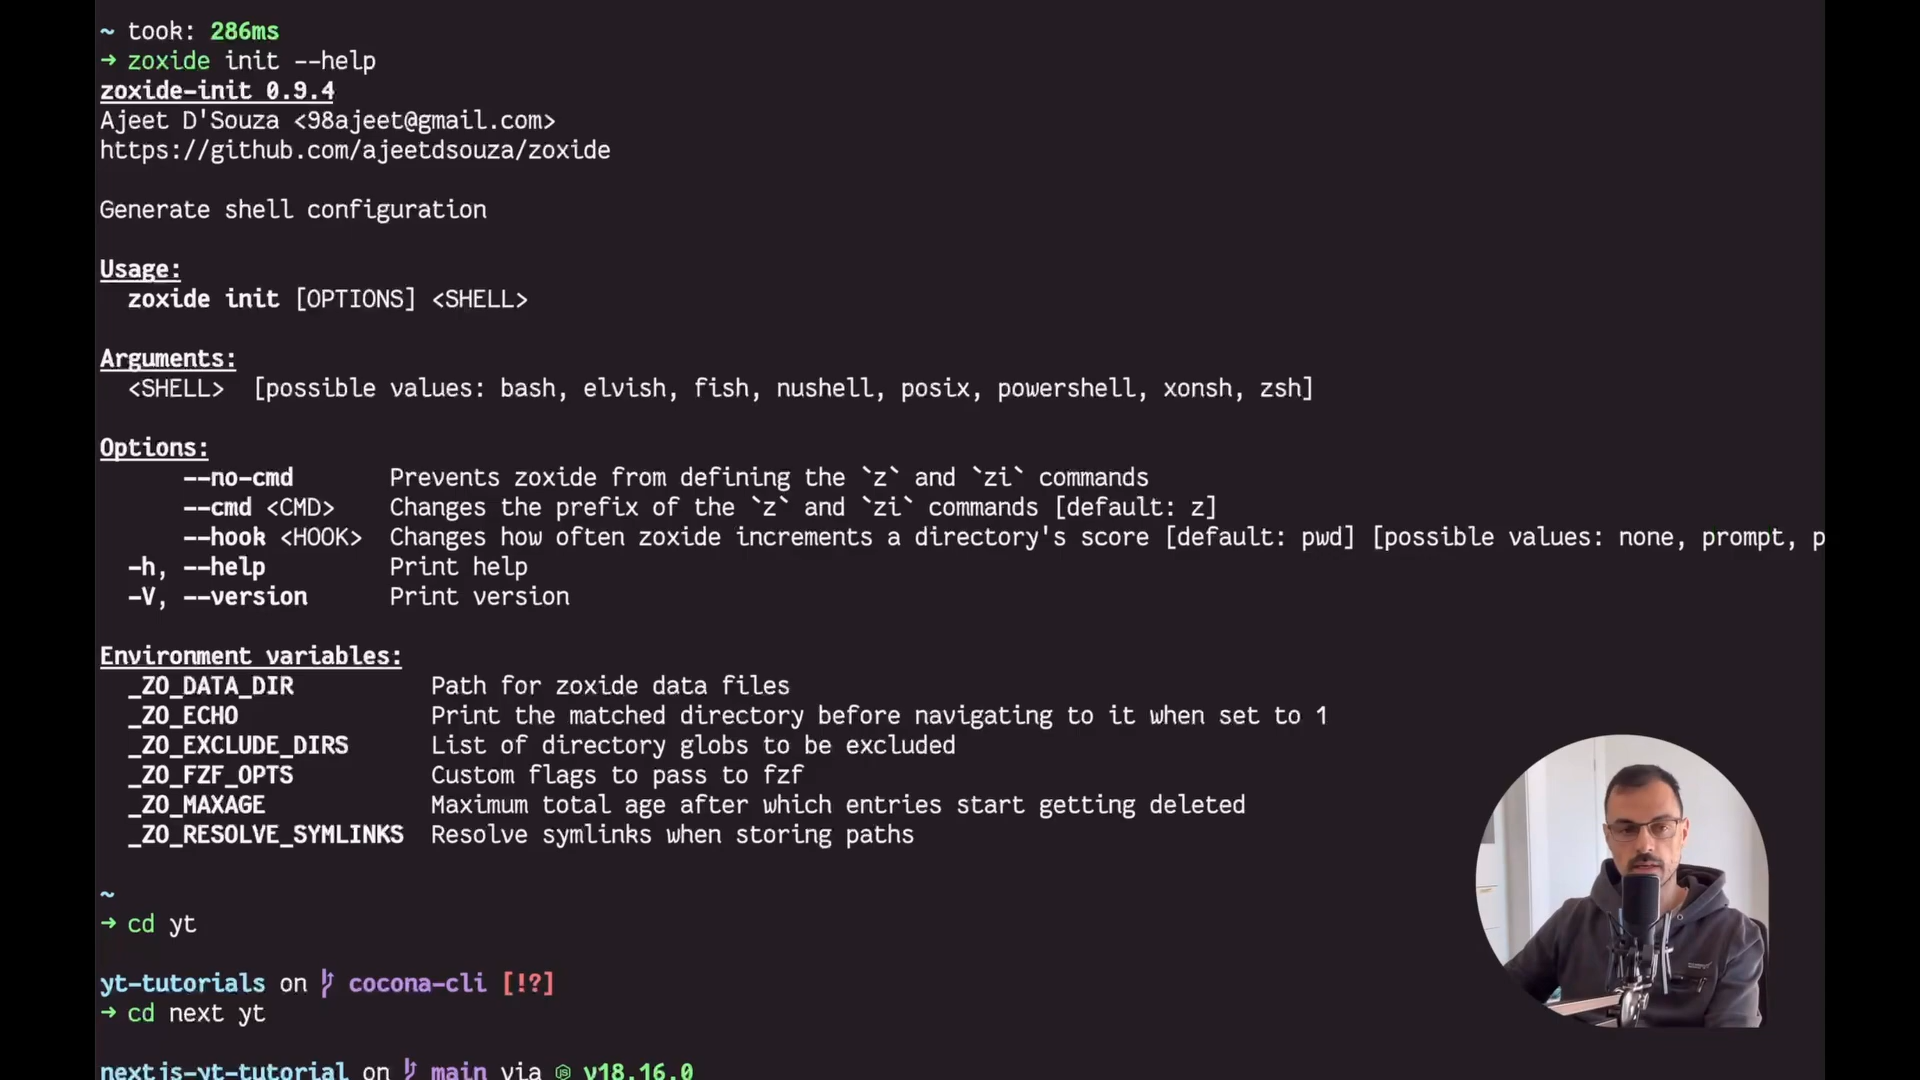 ~ took: 286ms
→ zoxide init --help
zoxide-init 0.9.4
Ajeet D'Souza <98ajeet@gmail.com>
https://github.com/ajeetdsouza/zoxide
Generate shell configuration
Usage:
zoxide init [OPTIONS] <SHELL>
Arguments:
<SHELL>  [possible values: bash, elvish, fish, nushell, posix, powershell, xonsh, zsh]
Options:
--no-cmd       Prevents zoxide from defining the `z` and `zi` commands
--cmd <CMD>    Changes the prefix of the `z` and `zi` commands [default: z]
--hook <HOOK>  Changes how often zoxide increments a directory's score [default: pwd] [possible values: none, prompt, p
-h, --help         Print help
-V, --version      Print version
Environment variables:
_ZO_DATA_DIR          Path for zoxide data files
_ZO_ECHO              Print the matched directory before navigating to it when set to 1
_ZO_EXCLUDE_DIRS      List of directory globs to be excluded
_ZO_FZF_OPTS          Custom flags to pass to fzf
_ZO_MAXAGE            Maximum total age after which entries start getting deleted
_ZO_RESOLVE_SYMLINKS  Resolve symlinks when storing paths
~
→ cd yt
yt-tutorials on cocona-cli [!?]
→ cd next yt
nextjs-yt-tutorial on main via v18.16.0